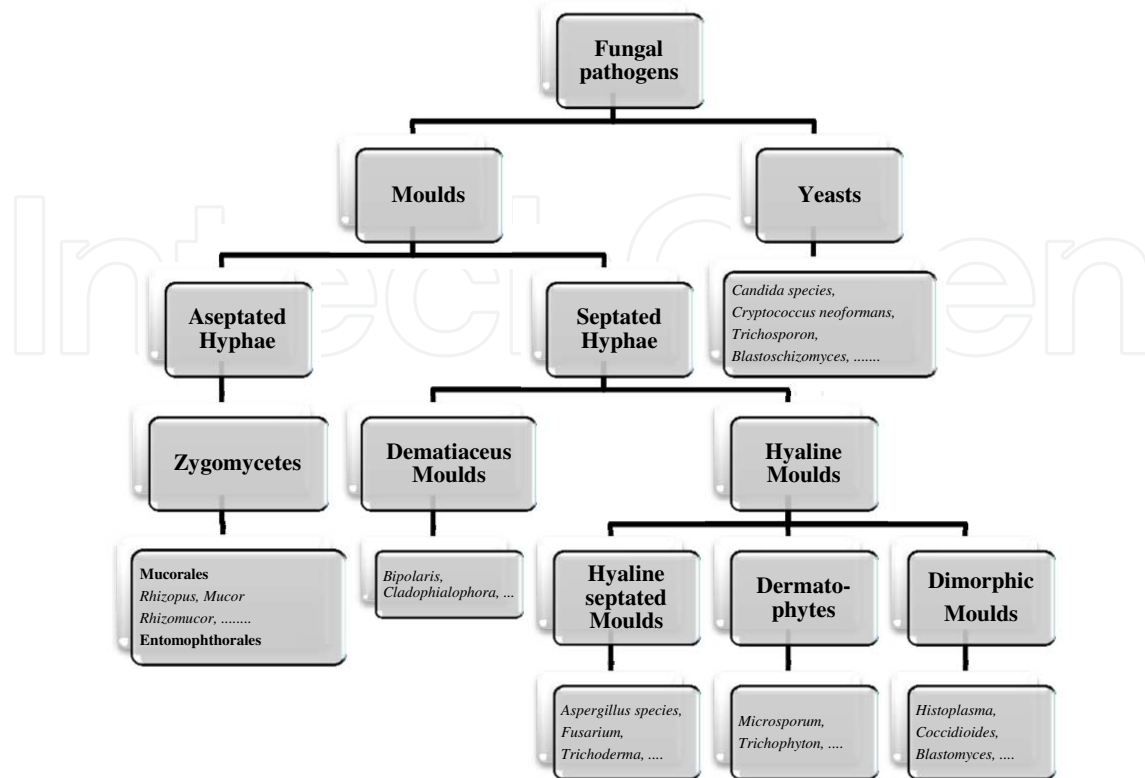 Fungal
pathogens
Moulds
Yeasts
Aseptated
Hyphae
Septated
Hyphae
Candida species,
Cryptococcus neoformans,
Trichosporon,
Blastoschizomyces, .......
Zygomycetes
Dematiaceus
Moulds
Hyaline
Moulds
Mucorales
Rhizopus, Mucor
Rhizomucor, ........
Entomophthorales
Bipolaris,
Cladophialophora, ...
Hyaline
septated
Moulds
Dermato-
phytes
Dimorphic
Moulds
Aspergillus species,
Fusarium,
Trichoderma, ....
Microsporum,
Trichophyton, ....
Histoplasma,
Coccidioides,
Blastomyces, ....